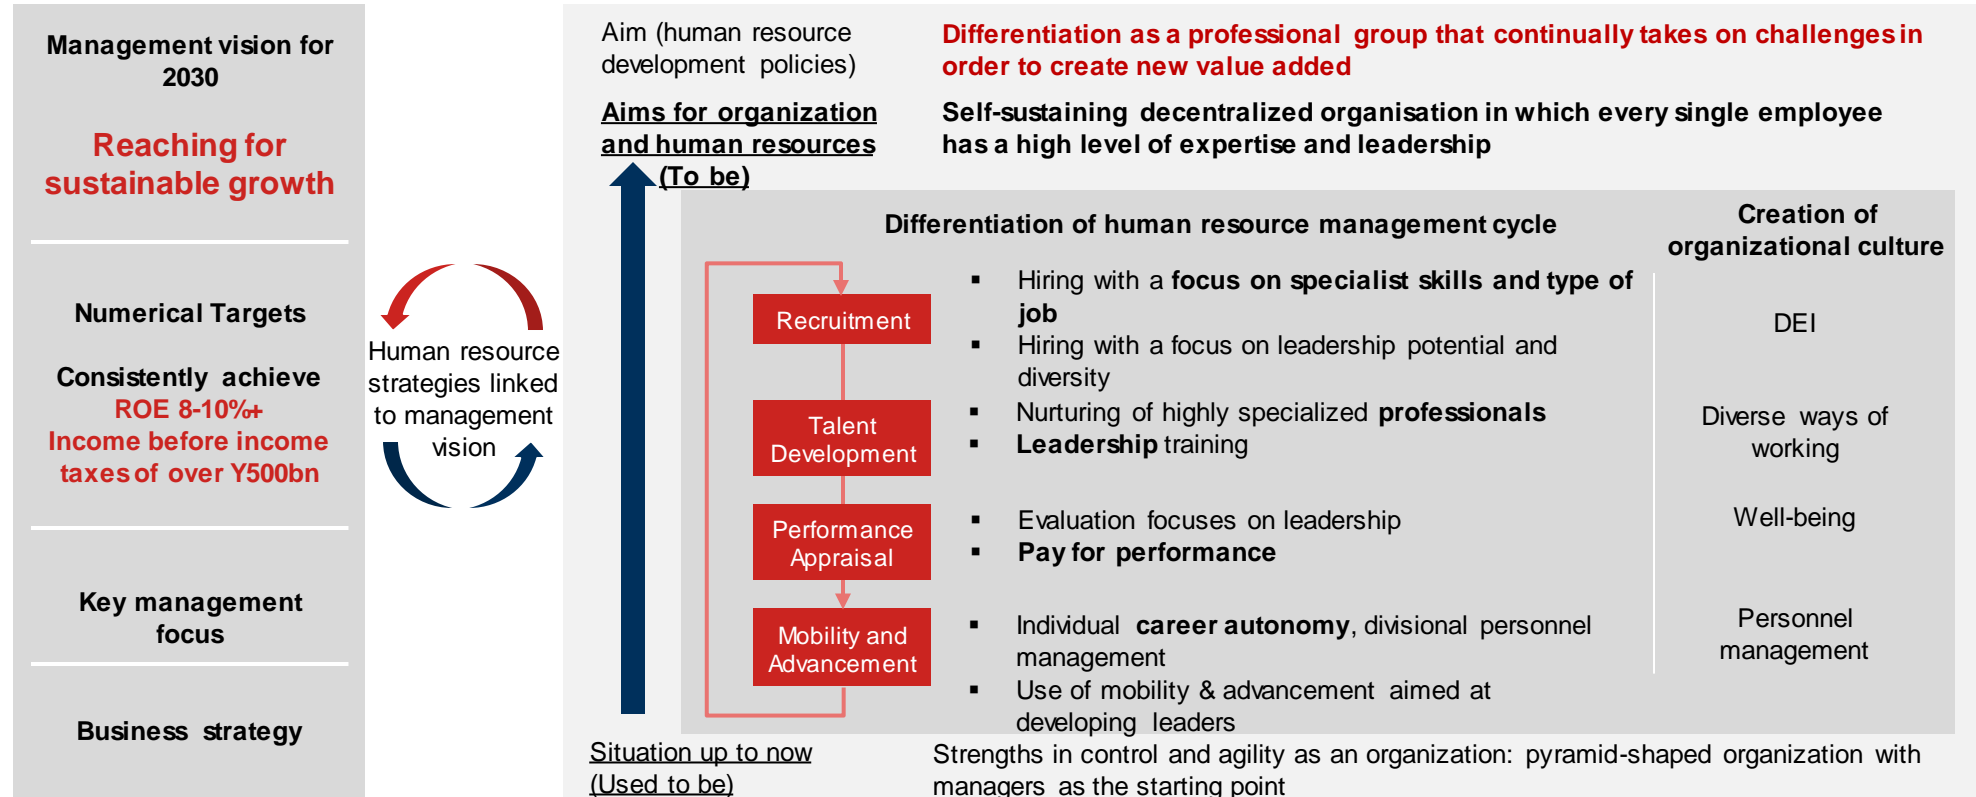 Management vision for
2030
Reaching for
sustainable growth
Numerical Targets
Consistently achieve
ROE 8-10%+
Income before income
taxes of over Y500bn
Key management
focus
Business strategy
Human resource
strategies linked
to management
vision
Aim (human resource
development policies)
Differentiation as a professional group that continually takes on challenges in
order to create new value added
Aims for organization
and human resources
(To be)
Self-sustaining decentralized organisation in which every single employee
has a high level of expertise and leadership
Differentiation of human resource management cycle
Recruitment
▪ Hiring with a focus on specialist skills and type of
job
▪ Hiring with a focus on leadership potential and
diversity
Talent
Development
▪ Nurturing of highly specialized professionals
▪ Leadership training
Performance
Appraisal
▪ Evaluation focuses on leadership
▪ Pay for performance
Mobility and
Advancement
▪ Individual career autonomy, divisional personnel
management
▪ Use of mobility & advancement aimed at
developing leaders
Creation of
organizational culture
DEI
Diverse ways of
working
Well-being
Personnel
management
Situation up to now
(Used to be)
Strengths in control and agility as an organization: pyramid-shaped organization with
managers as the starting point